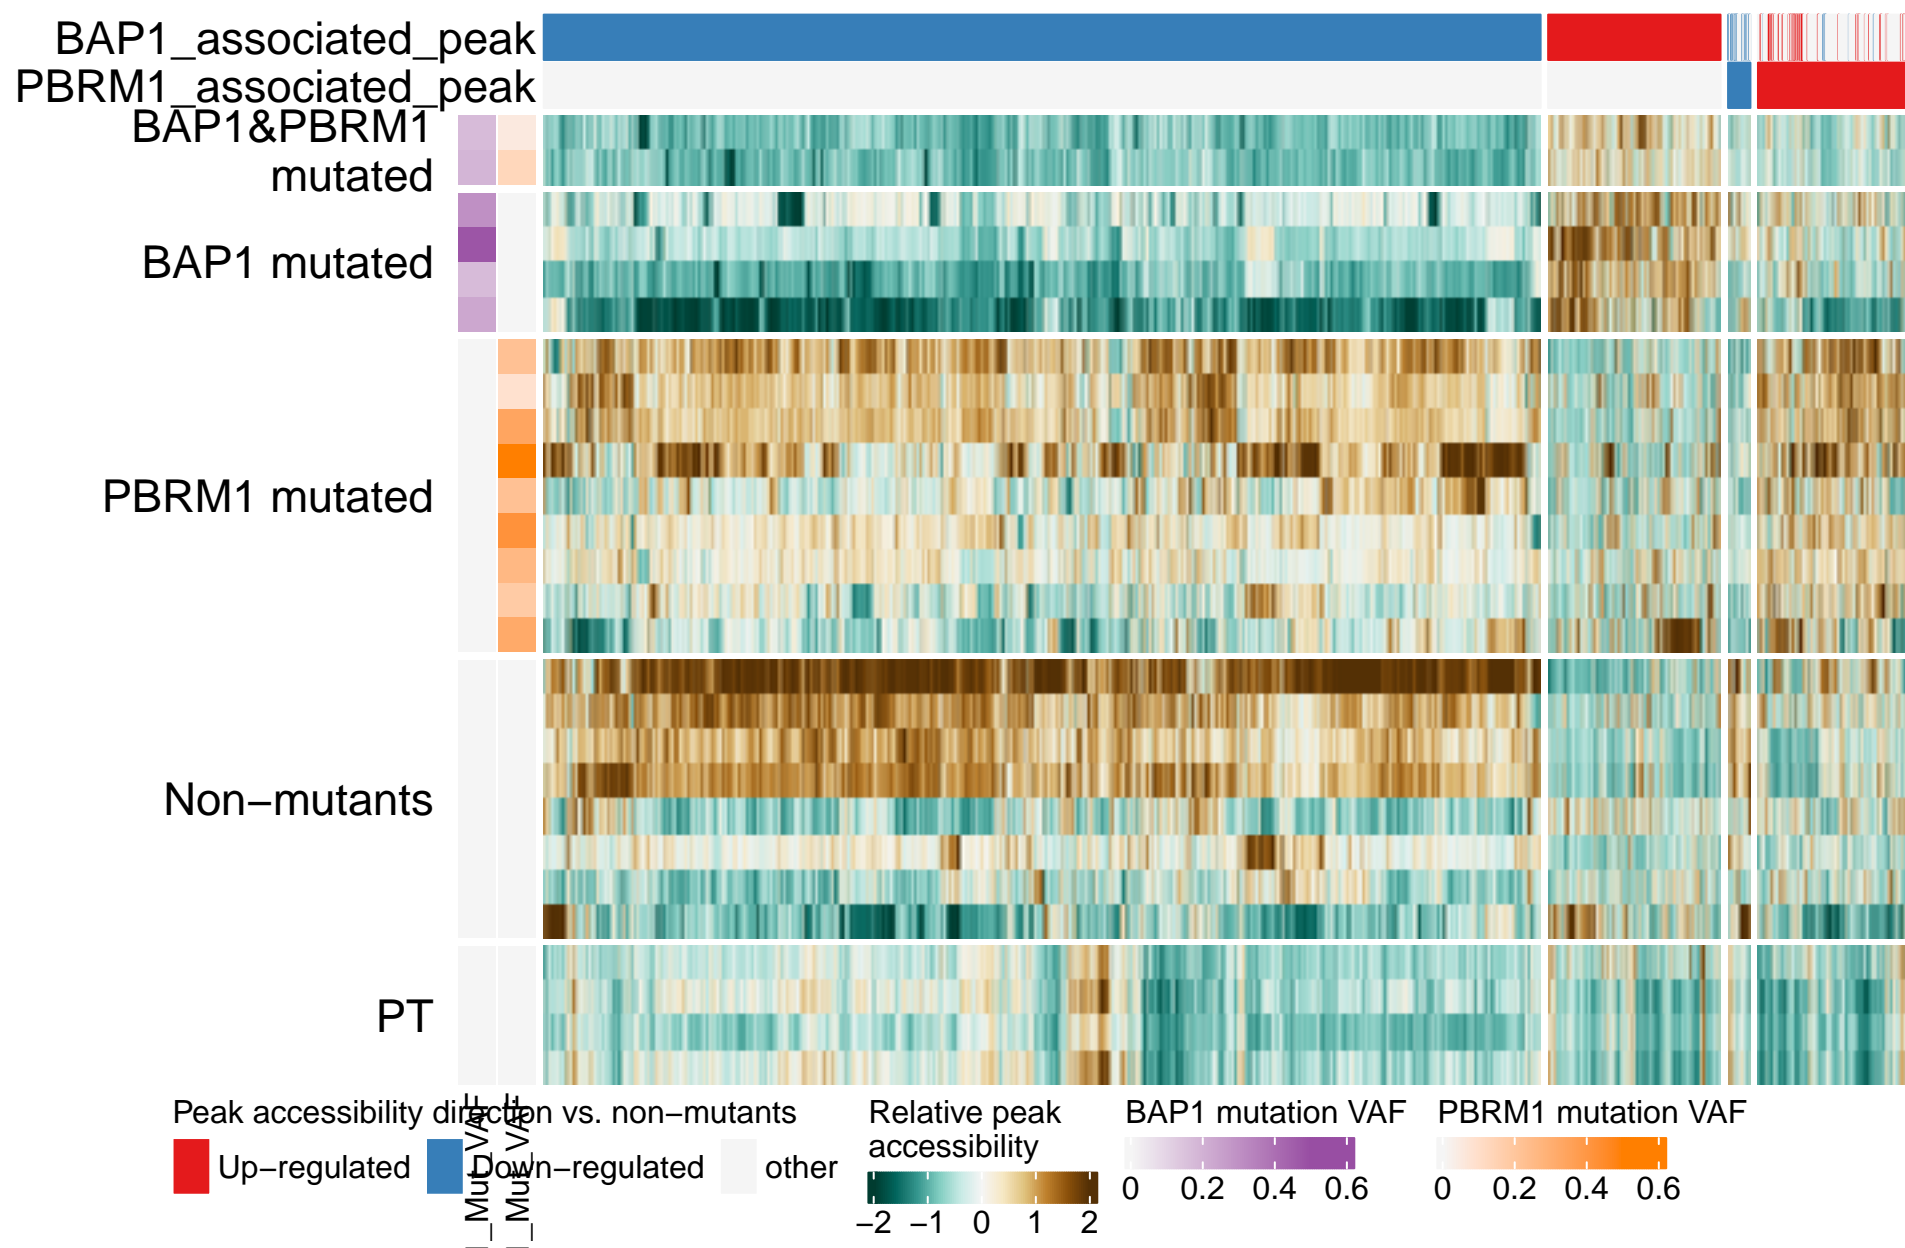 BAP1_associated_peak
PBRM1_associated_peak
BAP1&PBRM1
mutated
BAP1 mutated
PBRM1 mutated
Non−mutants
PT
Peak accessibility direction vs. non−mutants
Up−regulated
Down−regulated
other
_Mut_VAF
_Mut_VAF
Relative peak
accessibility
−2 −1 0 1 2
BAP1 mutation VAF
0 0.2 0.4 0.6
PBRM1 mutation VAF
0 0.2 0.4 0.6